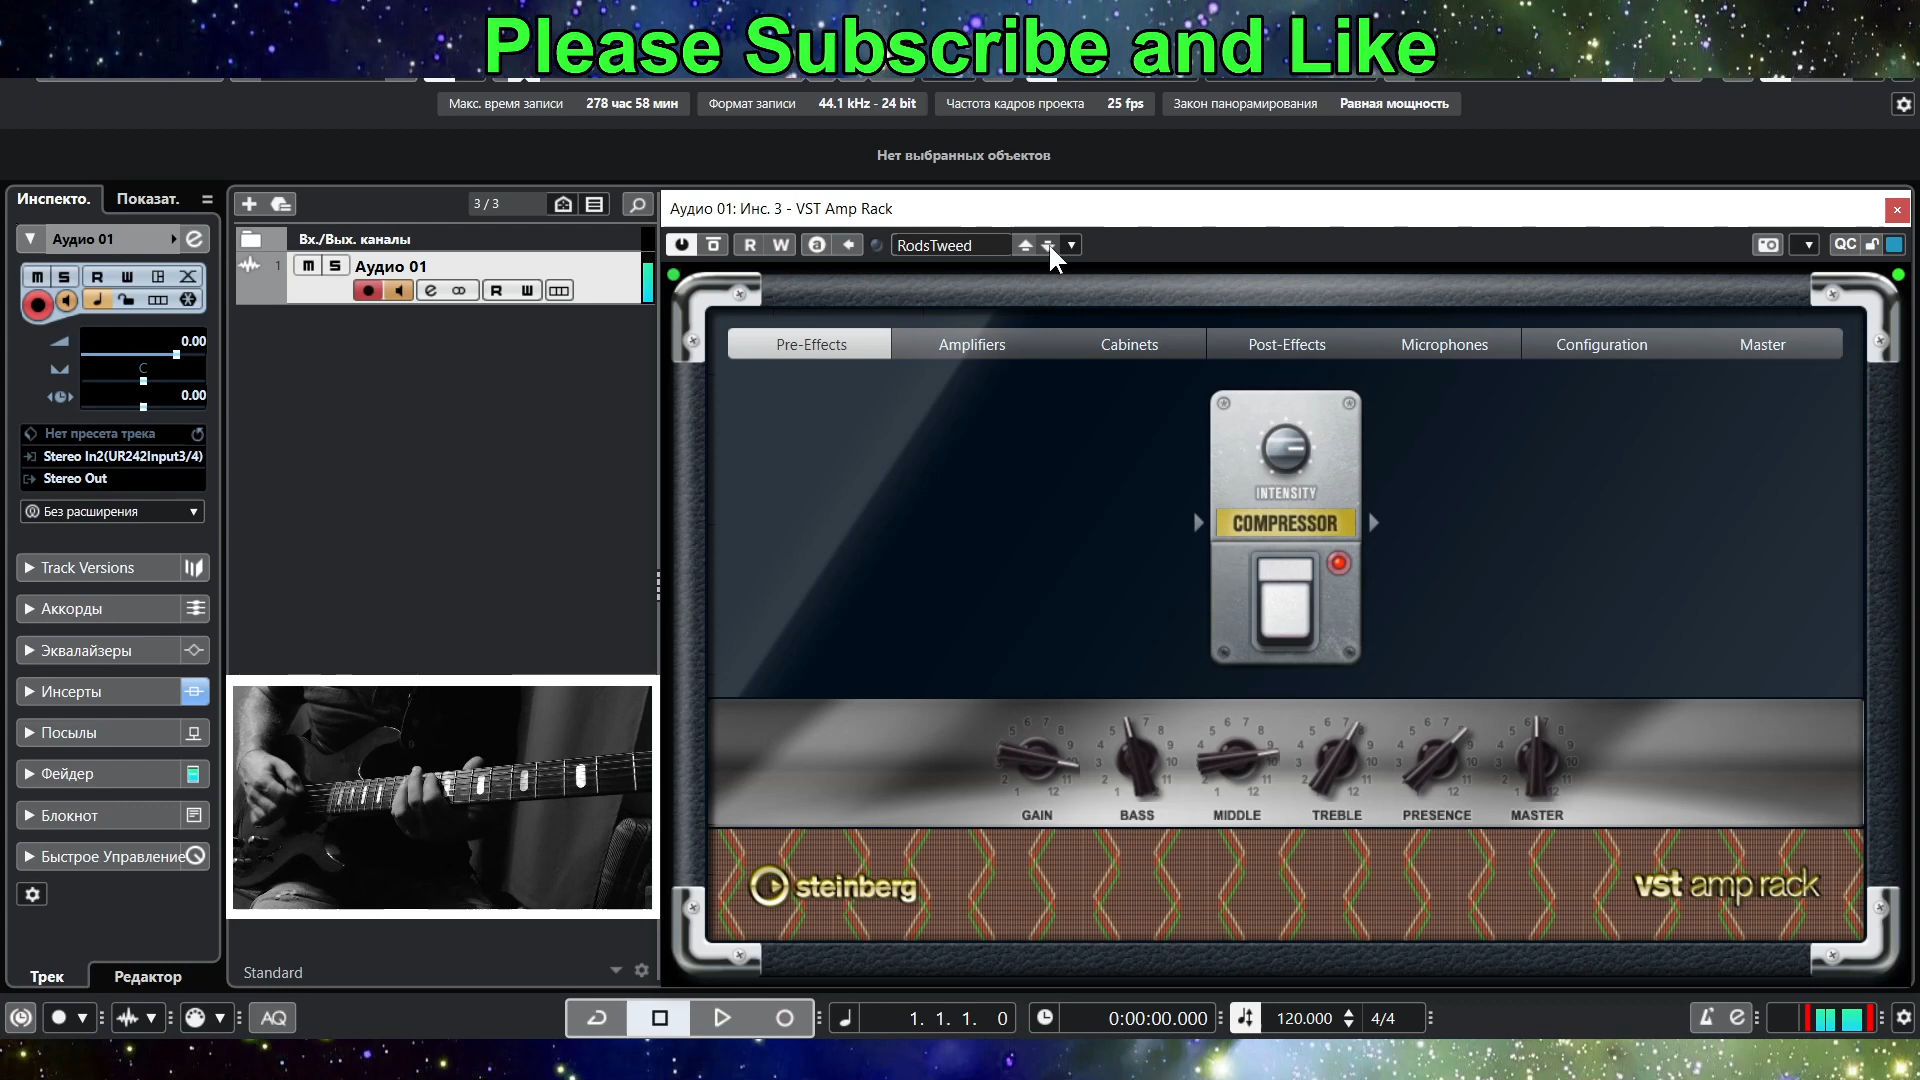 Please Subscribe and Like
Макс. время записи 278 час 58 мин Формат записи 44.1 kHz - 24 bit Частота кадров проекта 25 fps Закон панорамирования Равная мощность
Нет выбранных объектов
Инспекто. Показат.
3 / 3
Аудио 01: Инс. 3 - VST Amp Rack
Аудио 01
Вх./Вых. каналы
R W a RodsTweed QC
1 M S Аудио 01
M S R W
R W
0.00
C
0.00
Нет пресета трека
Stereo In2(UR242Input3/4)
Stereo Out
Без расширения
Track Versions
Аккорды
Эквалайзеры
Инсерты
Посылы
Фейдер
Блокнот
Быстрое Управление
Трек Редактор
Standard
Pre-Effects Amplifiers Cabinets Post-Effects Microphones Configuration Master
INTENSITY
COMPRESSOR
GAIN BASS MIDDLE TREBLE PRESENCE MASTER
steinberg vst amp rack
AQ 1. 1. 1. 0 0:00:00.000 120.000 4/4